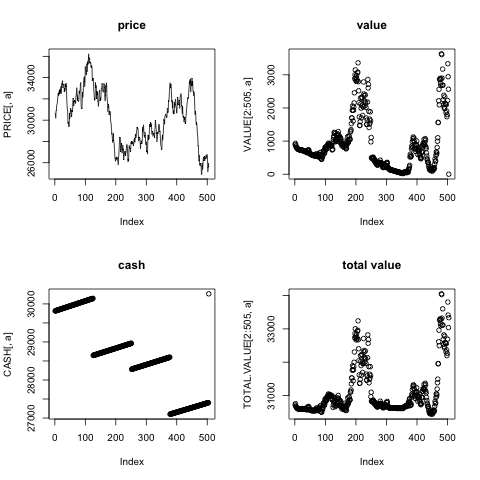 price
PRICE[, a]
26000 30000 34000
0 100 200 300 400 500
Index
value
VALUE[2:505, a]
0 1000 2000 3000
0 100 200 300 400 500
Index
cash
CASH[, a]
27000 28000 29000 30000
0 100 200 300 400 500
Index
total value
TOTAL.VALUE[2:505, a]
31000 33000
0 100 200 300 400 500
Index